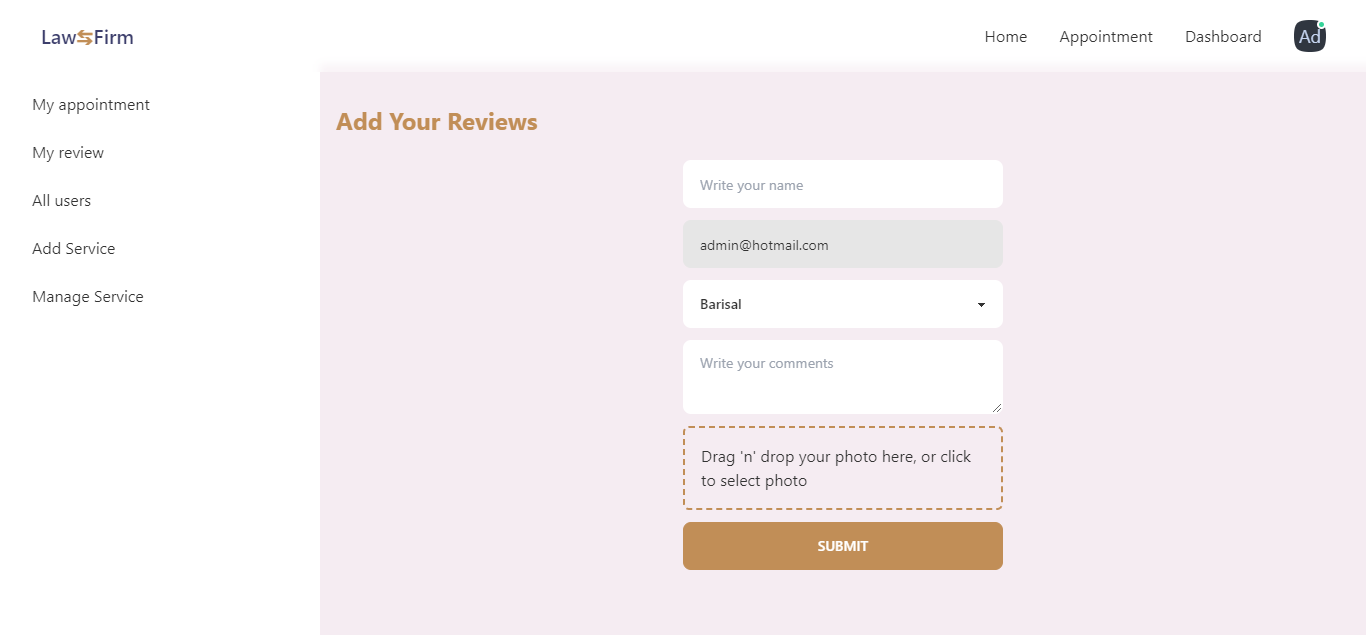 Law⇆Firm
Home
Appointment
Dashboard
Ad
My appointment
My review
All users
Add Service
Manage Service
Add Your Reviews
Write your name
admin@hotmail.com
Barisal
Write your comments
Drag 'n' drop your photo here, or click
to select photo
SUBMIT